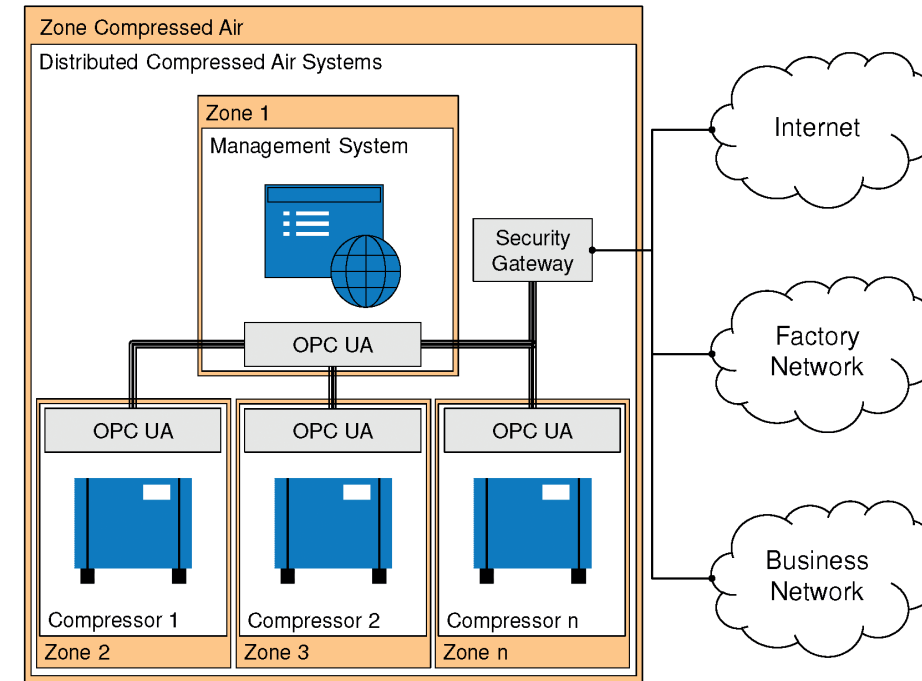 Zone Compressed Air
Distributed Compressed Air Systems
Zone 1
Management System
OPC UA
Security
Gateway
Internet
Factory
Network
Business
Network
OPC UA
OPC UA
OPC UA
Compressor 1
Compressor 2
Compressor n
Zone 2
Zone 3
Zone n